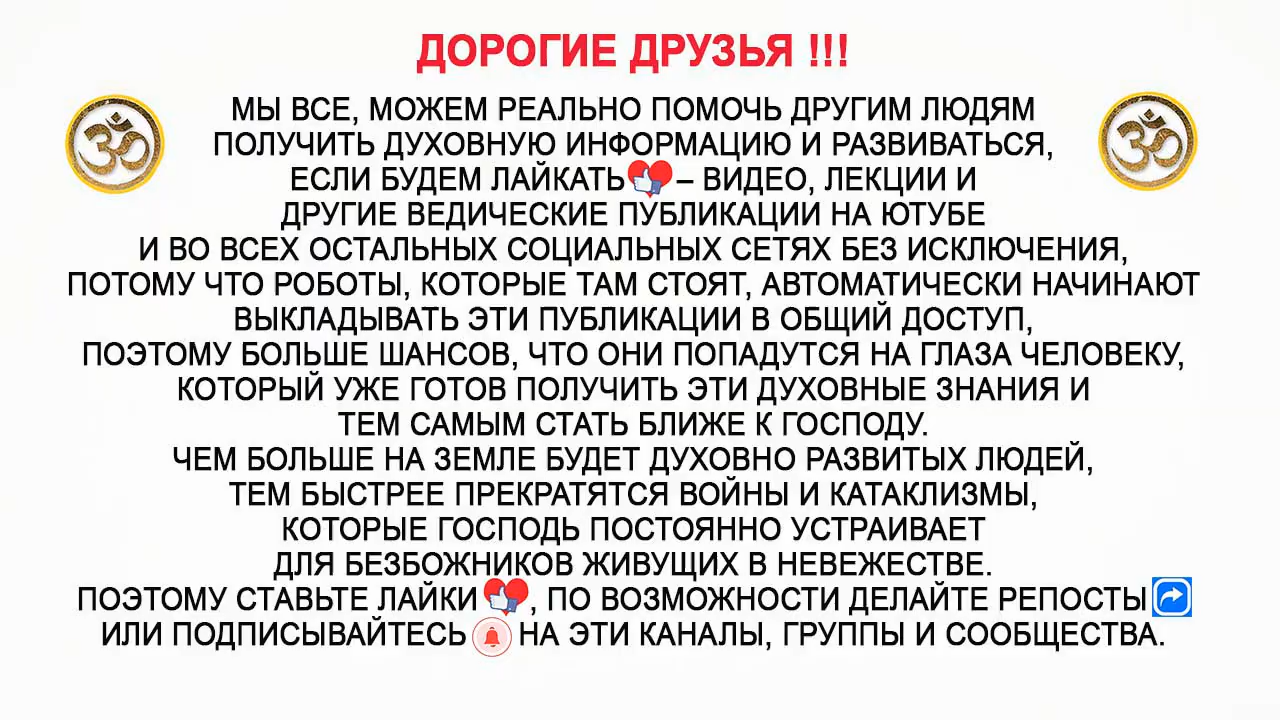 ДОРОГИЕ ДРУЗЬЯ !!!
МЫ ВСЕ, МОЖЕМ РЕАЛЬНО ПОМОЧЬ ДРУГИМ ЛЮДЯМ
ПОЛУЧИТЬ ДУХОВНУЮ ИНФОРМАЦИЮ И РАЗВИВАТЬСЯ,
ЕСЛИ БУДЕМ ЛАЙКАТЬ – ВИДЕО, ЛЕКЦИИ И
ДРУГИЕ ВЕДИЧЕСКИЕ ПУБЛИКАЦИИ НА ЮТУБЕ
И ВО ВСЕХ ОСТАЛЬНЫХ СОЦИАЛЬНЫХ СЕТЯХ БЕЗ ИСКЛЮЧЕНИЯ,
ПОТОМУ ЧТО РОБОТЫ, КОТОРЫЕ ТАМ СТОЯТ, АВТОМАТИЧЕСКИ НАЧИНАЮТ
ВЫКЛАДЫВАТЬ ЭТИ ПУБЛИКАЦИИ В ОБЩИЙ ДОСТУП,
ПОЭТОМУ БОЛЬШЕ ШАНСОВ, ЧТО ОНИ ПОПАДУТСЯ НА ГЛАЗА ЧЕЛОВЕКУ,
КОТОРЫЙ УЖЕ ГОТОВ ПОЛУЧИТЬ ЭТИ ДУХОВНЫЕ ЗНАНИЯ И
ТЕМ САМЫМ СТАТЬ БЛИЖЕ К ГОСПОДУ.
ЧЕМ БОЛЬШЕ НА ЗЕМЛЕ БУДЕТ ДУХОВНО РАЗВИТЫХ ЛЮДЕЙ,
ТЕМ БЫСТРЕЕ ПРЕКРАТЯТСЯ ВОЙНЫ И КАТАКЛИЗМЫ,
КОТОРЫЕ ГОСПОДЬ ПОСТОЯННО УСТРАИВАЕТ
ДЛЯ БЕЗБОЖНИКОВ ЖИВУЩИХ В НЕВЕЖЕСТВЕ.
ПОЭТОМУ СТАВЬТЕ ЛАЙКИ , ПО ВОЗМОЖНОСТИ ДЕЛАЙТЕ РЕПОСТЫ
ИЛИ ПОДПИСЫВАЙТЕСЬ НА ЭТИ КАНАЛЫ, ГРУППЫ И СООБЩЕСТВА.